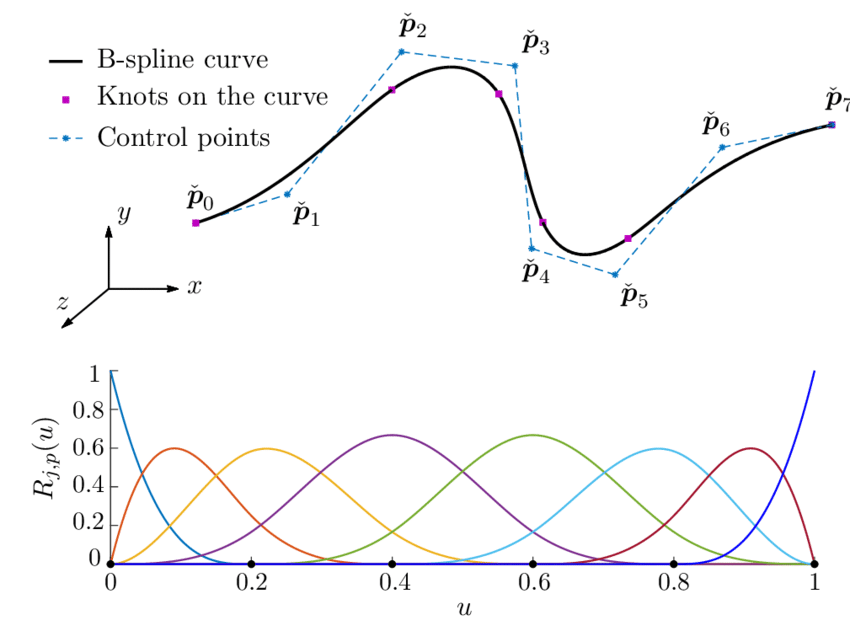 B-spline curve
Knots on the curve
Control points
p̌₀
p̌₁
p̌₂
p̌₃
p̌₄
p̌₅
p̌₆
p̌₇
y
x
z
R_{j,p}(u)
1
0.8
0.6
0.4
0.2
0
0 0.2 0.4 0.6 0.8 1
u